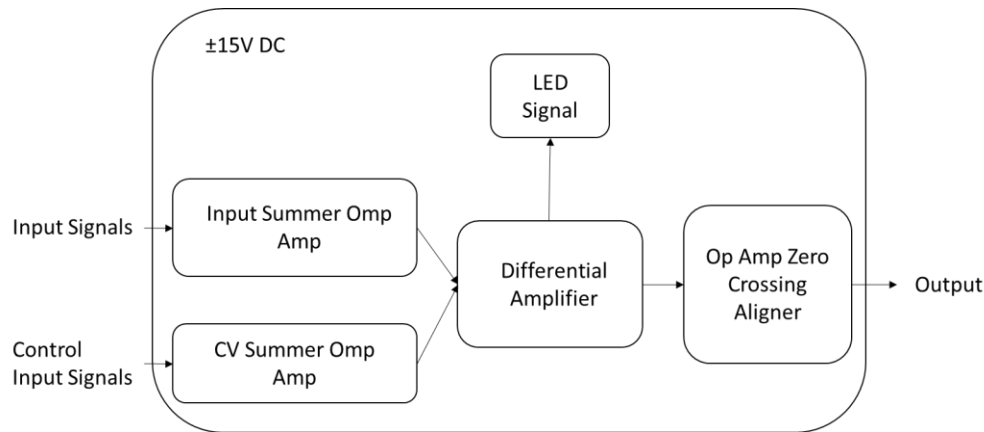 ±15V DC
LED
Signal
Input Signals
Input Summer Omp
Amp
Differential
Amplifier
Op Amp Zero
Crossing
Aligner
Output
Control
Input Signals
CV Summer Omp
Amp